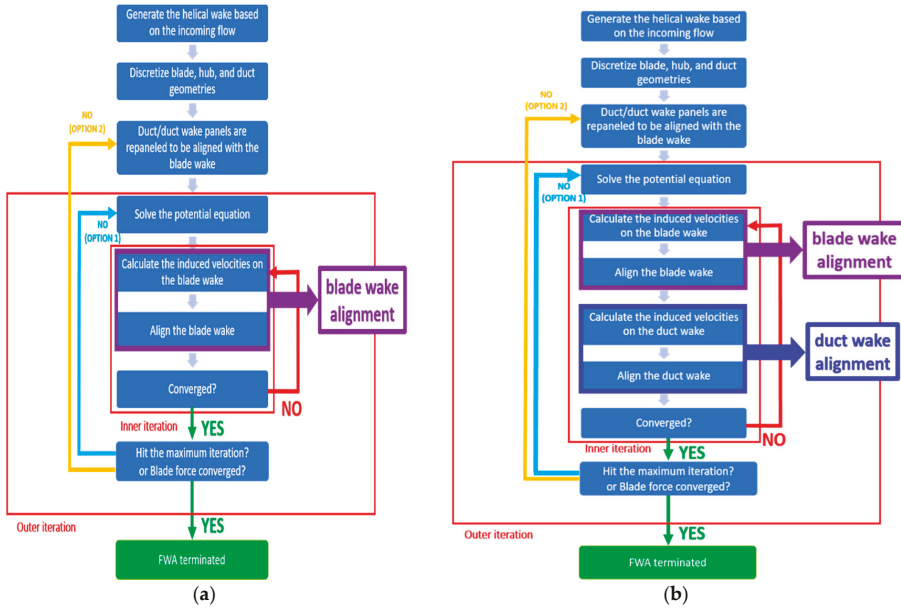 Generate the helical wake based
on the incoming flow
Discretize blade, hub, and duct
geometries
NO
(OPTION 2)
Duct/duct wake panels are
repaneled to be aligned with the
blade wake
Solve the potential equation
NO
(OPTION 1)
Calculate the induced velocities on
the blade wake
Align the blade wake
blade wake
alignment
Converged?
NO
Inner iteration
YES
Hit the maximum iteration?
or Blade force converged?
Outer iteration
YES
FWA terminated
(a)
Generate the helical wake based
on the incoming flow
Discretize blade, hub, and duct
geometries
NO
(OPTION 2)
Duct/duct wake panels are
repaneled to be aligned with the
blade wake
Solve the potential equation
NO
(OPTION 1)
Calculate the induced velocities
on the blade wake
Align the blade wake
blade wake
alignment
Calculate the induced velocities
on the duct wake
Align the duct wake
duct wake
alignment
Converged?
NO
Inner iteration
YES
Hit the maximum iteration?
or Blade force converged?
Outer iteration
YES
FWA terminated
(b)